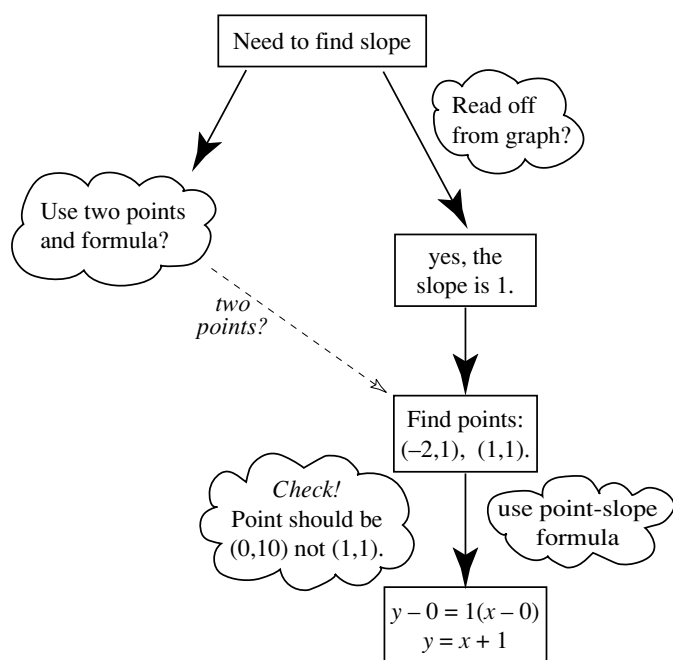 Need to find slope
Read off
from graph?
Use two points
and formula?
yes, the
slope is 1.
two
points?
Find points:
(–2,1), (1,1).
Check!
Point should be
(0,10) not (1,1).
use point-slope
formula
y – 0 = 1(x – 0)
y = x + 1